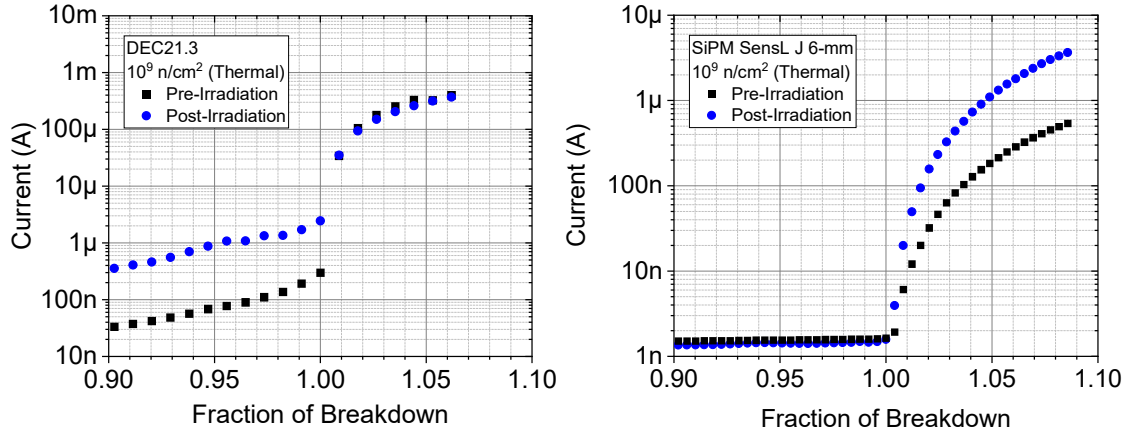 10m
1m
100µ
10µ
1µ
100n
10n
Current (A)
DEC21.3
10⁹ n/cm² (Thermal)
Pre-Irradiation
Post-Irradiation
0.90 0.95 1.00 1.05 1.10
Fraction of Breakdown
10µ
1µ
100n
10n
1n
Current (A)
SiPM SensL J 6-mm
10⁹ n/cm² (Thermal)
Pre-Irradiation
Post-Irradiation
0.90 0.95 1.00 1.05 1.10
Fraction of Breakdown